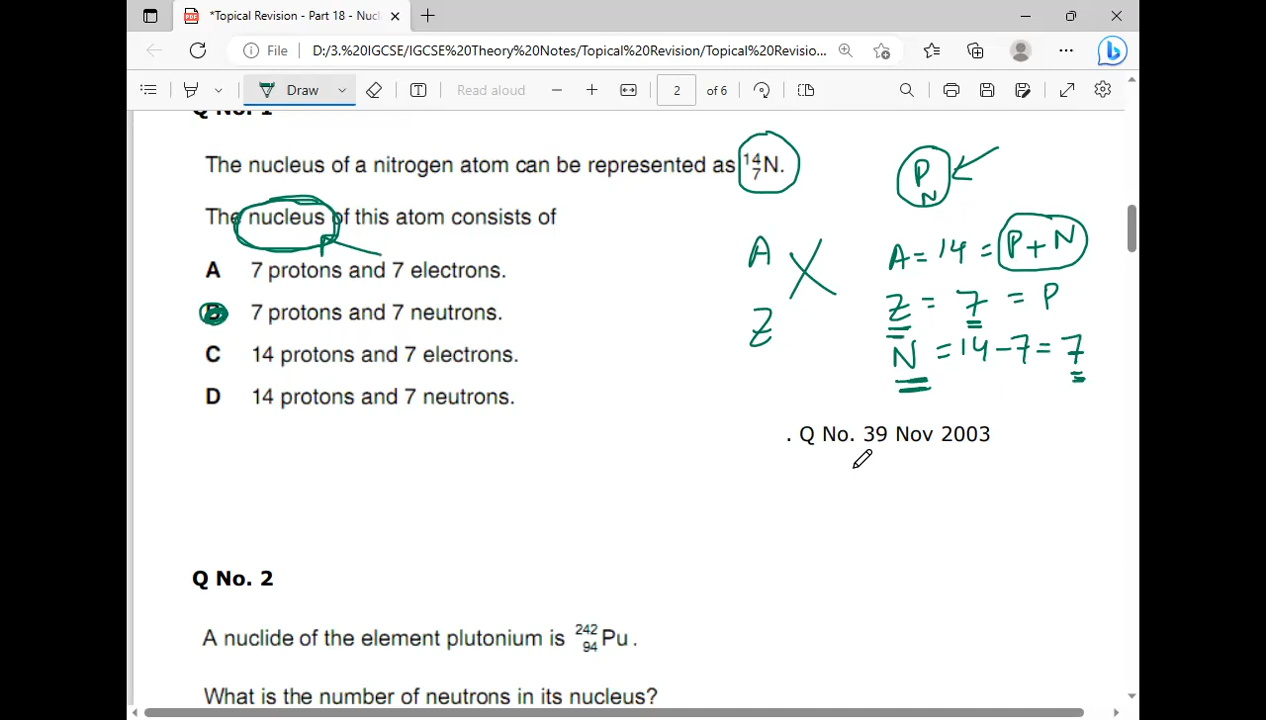 *Topical Revision - Part 18 - Nucl
File
D:/3.%20IGCSE/IGCSE%20Theory%20Notes/Topical%20Revision/Topical%20Revisio...
Draw
Read aloud
2
of 6
Q No. 1
The nucleus of a nitrogen atom can be represented as 14 7 N.
The nucleus of this atom consists of
A 7 protons and 7 electrons.
B 7 protons and 7 neutrons.
C 14 protons and 7 electrons.
D 14 protons and 7 neutrons.
P
N
A
Z
X
A = 14 = P + N
Z = 7 = P
N = 14 - 7 = 7
. Q No. 39 Nov 2003
Q No. 2
A nuclide of the element plutonium is 242 94 Pu .
What is the number of neutrons in its nucleus?